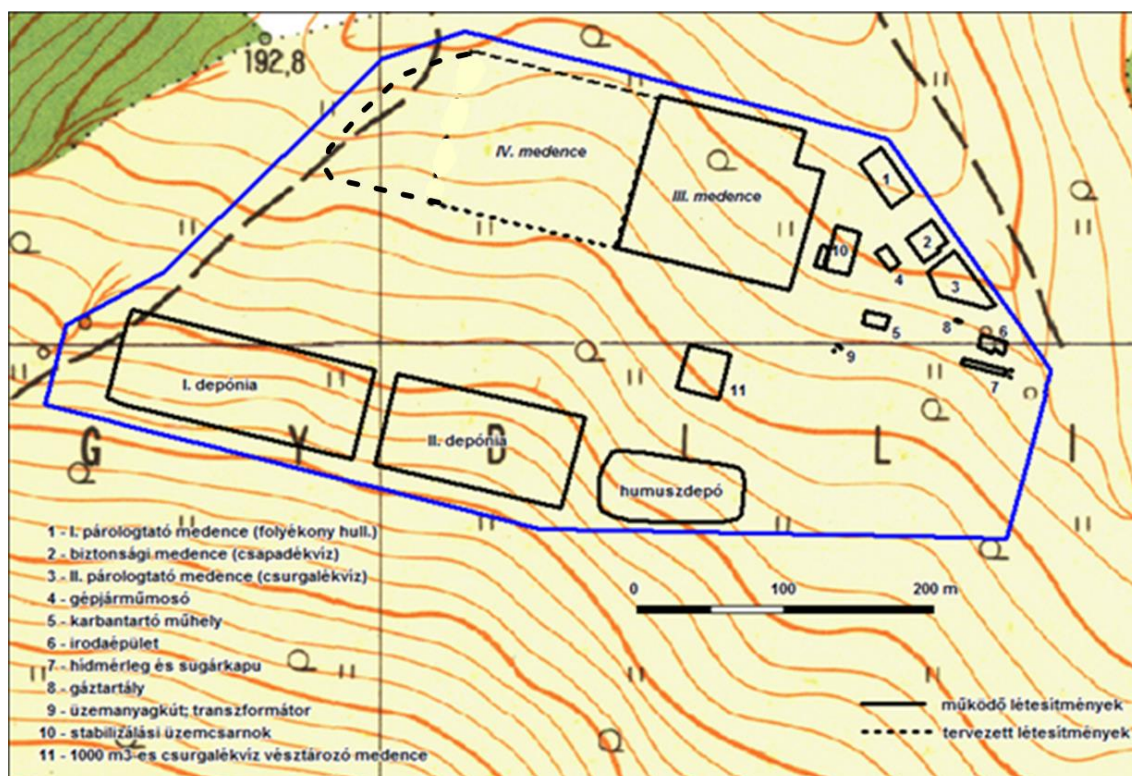 192,8
IV. medence
III. medence
1
2
10
4
3
8
6
5
9
7
11
I. depónia
II. depónia
G Y D L L I
humuszdepó
1 - I. párologtató medence (folyékony hull.)
2 - biztonsági medence (csapadékvíz)
3 - II. párologtató medence (csurgalékvíz)
4 - gépjárműmosó
5 - karbantartó műhely
6 - irodaépület
7 - hídmérleg és sugárkapu
8 - gáztartály
9 - üzemanyagkút; transzformátor
10 - stabilizálási üzemcsarnok
11 - 1000 m3-es csurgalékvíz vésztározó medence
0 100 200 m
működő létesítmények
tervezett létesítmények